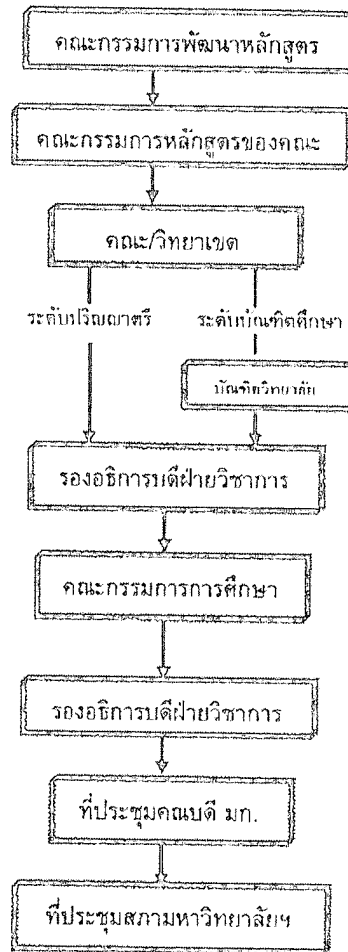 คณะกรรมการพัฒนาหลักสูตร
คณะกรรมการหลักสูตรของคณะ
คณะ/วิทยาเขต
ระดับปริญญาตรี ระดับบัณฑิตศึกษา
บัณฑิตวิทยาลัย
รองอธิการบดีฝ่ายวิชาการ
คณะกรรมการการศึกษา
รองอธิการบดีฝ่ายวิชาการ
ที่ประชุมคณบดี มก.
ที่ประชุมสภามหาวิทยาลัยฯ